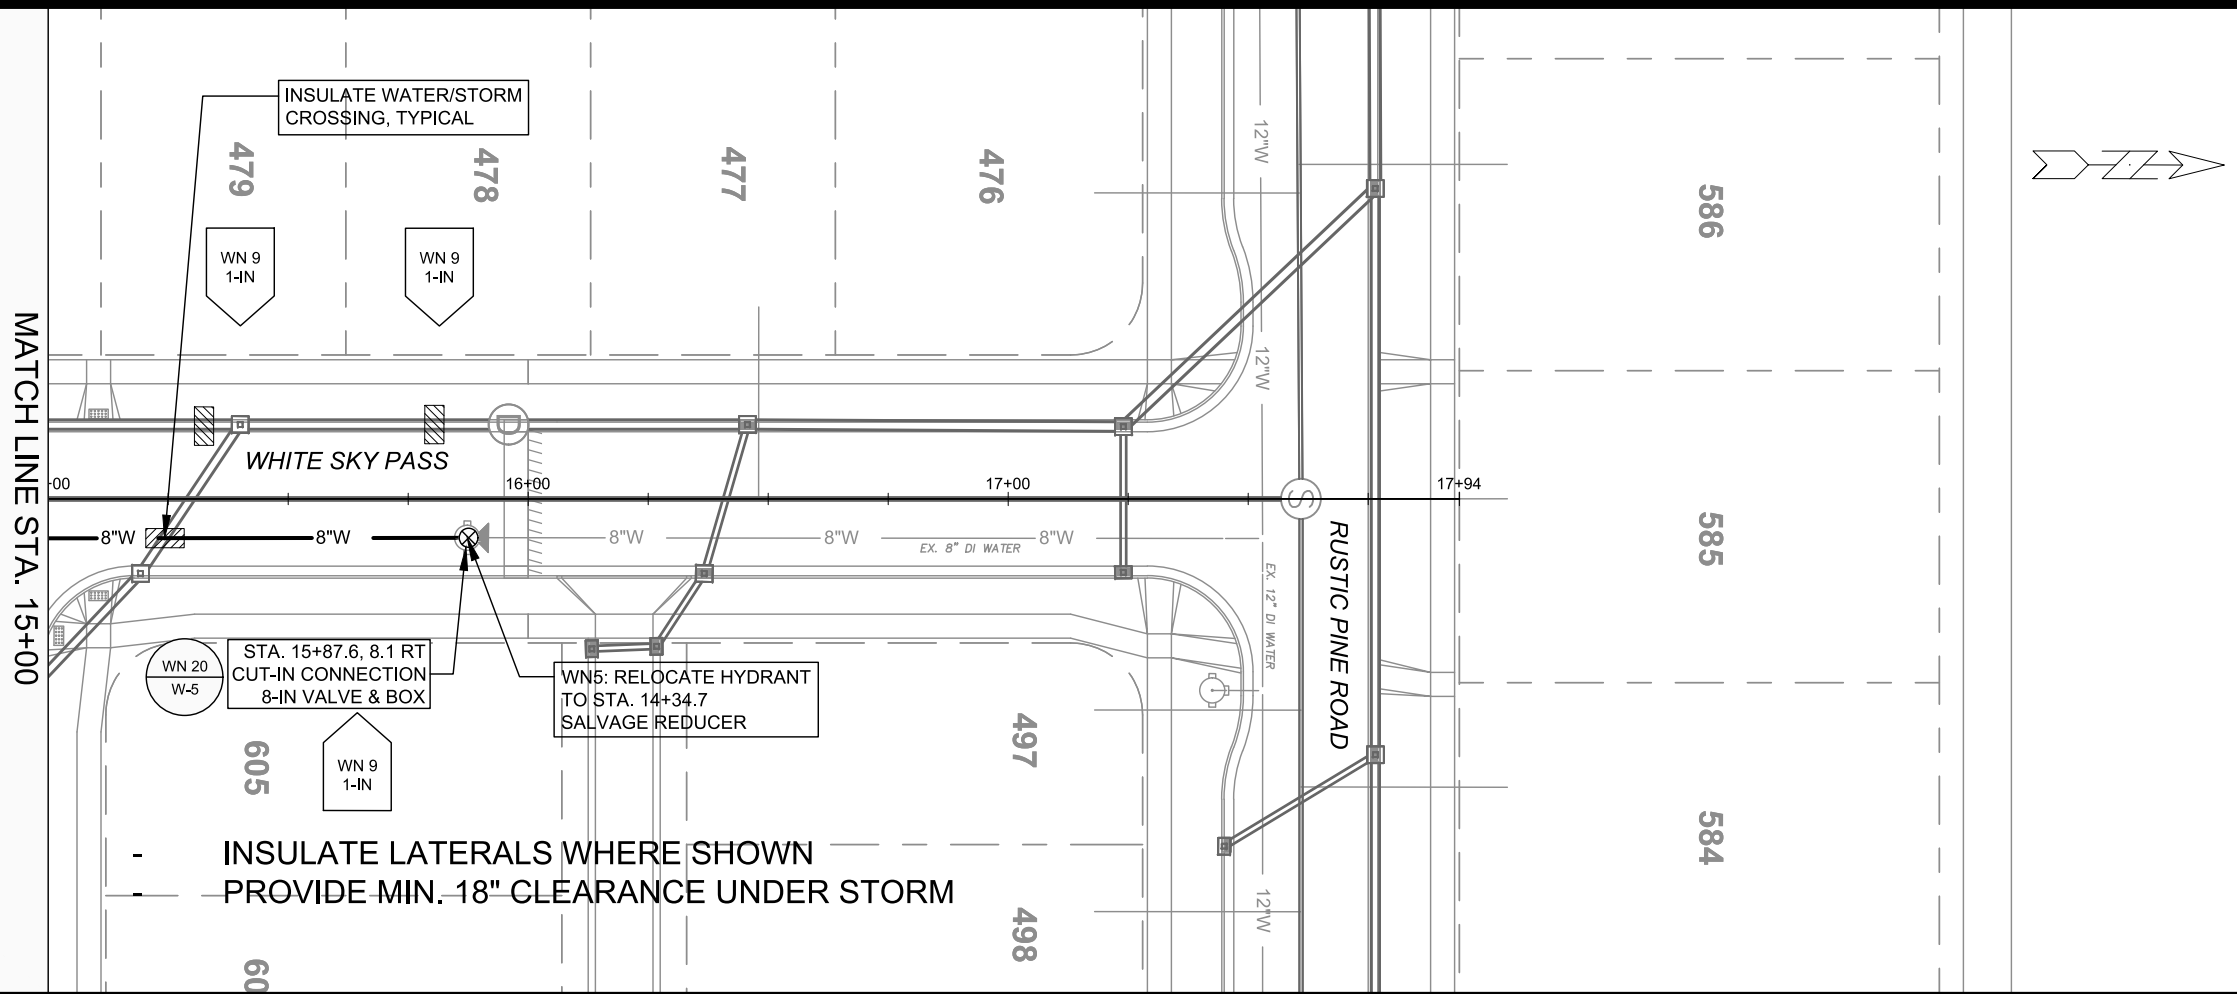 INSULATE WATER/STORM
CROSSING, TYPICAL
479
478
477
476
586
12"W
WN 9
1-IN
WN 9
1-IN
12"W
MATCH LINE STA. 15+00
WHITE SKY PASS
+00
16+00
17+00
17+94
S
D
8"W
8"W
8"W
8"W
8"W
EX. 8" DI WATER
EX. 12" DI WATER
RUSTIC PINE ROAD
585
WN 20
W-5
STA. 15+87.6, 8.1 RT
CUT-IN CONNECTION
8-IN VALVE & BOX
WN5: RELOCATE HYDRANT
TO STA. 14+34.7
SALVAGE REDUCER
605
WN 9
1-IN
497
584
- INSULATE LATERALS WHERE SHOWN
- PROVIDE MIN. 18" CLEARANCE UNDER STORM
12"W
498
60
N